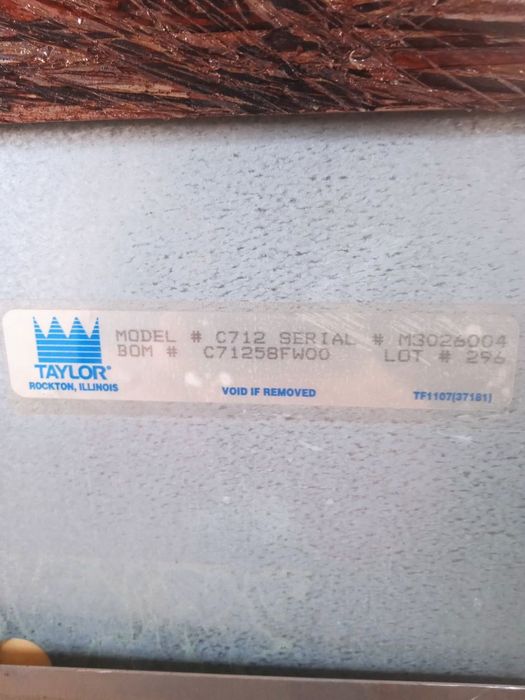 MODEL # C712 SERIAL # M3026004
BOM # C71258FW00 LOT # 296
TAYLOR®
ROCKTON, ILLINOIS
VOID IF REMOVED
TF1107(37181)